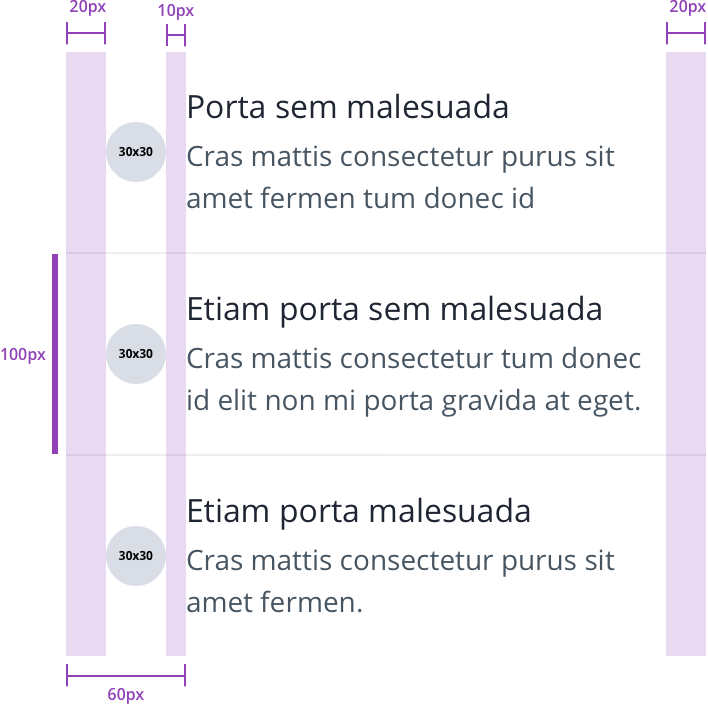 20px
10px
20px
Porta sem malesuada
30x30
Cras mattis consectetur purus sit
amet fermen tum donec id
Etiam porta sem malesuada
100px
30x30
Cras mattis consectetur tum donec
id elit non mi porta gravida at eget.
Etiam porta malesuada
30x30
Cras mattis consectetur purus sit
amet fermen.
60px